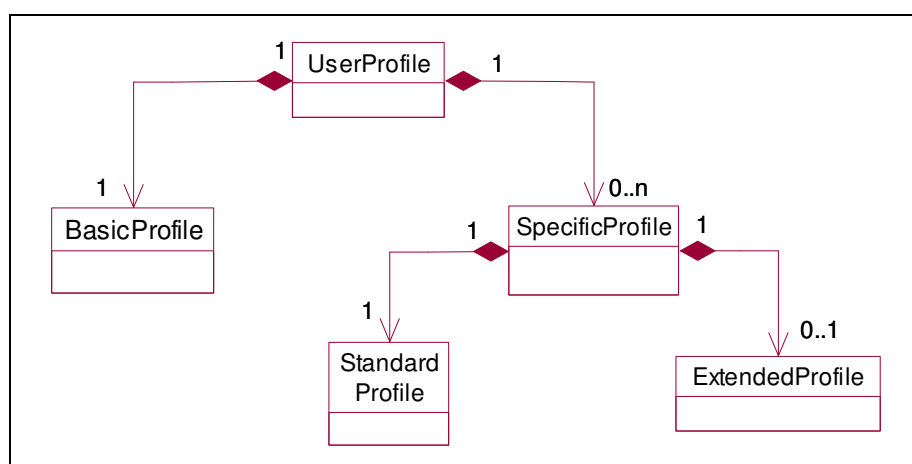 1
UserProfile
1
1
BasicProfile
0..n
SpecificProfile
1
1
1
Standard
Profile
0..1
ExtendedProfile